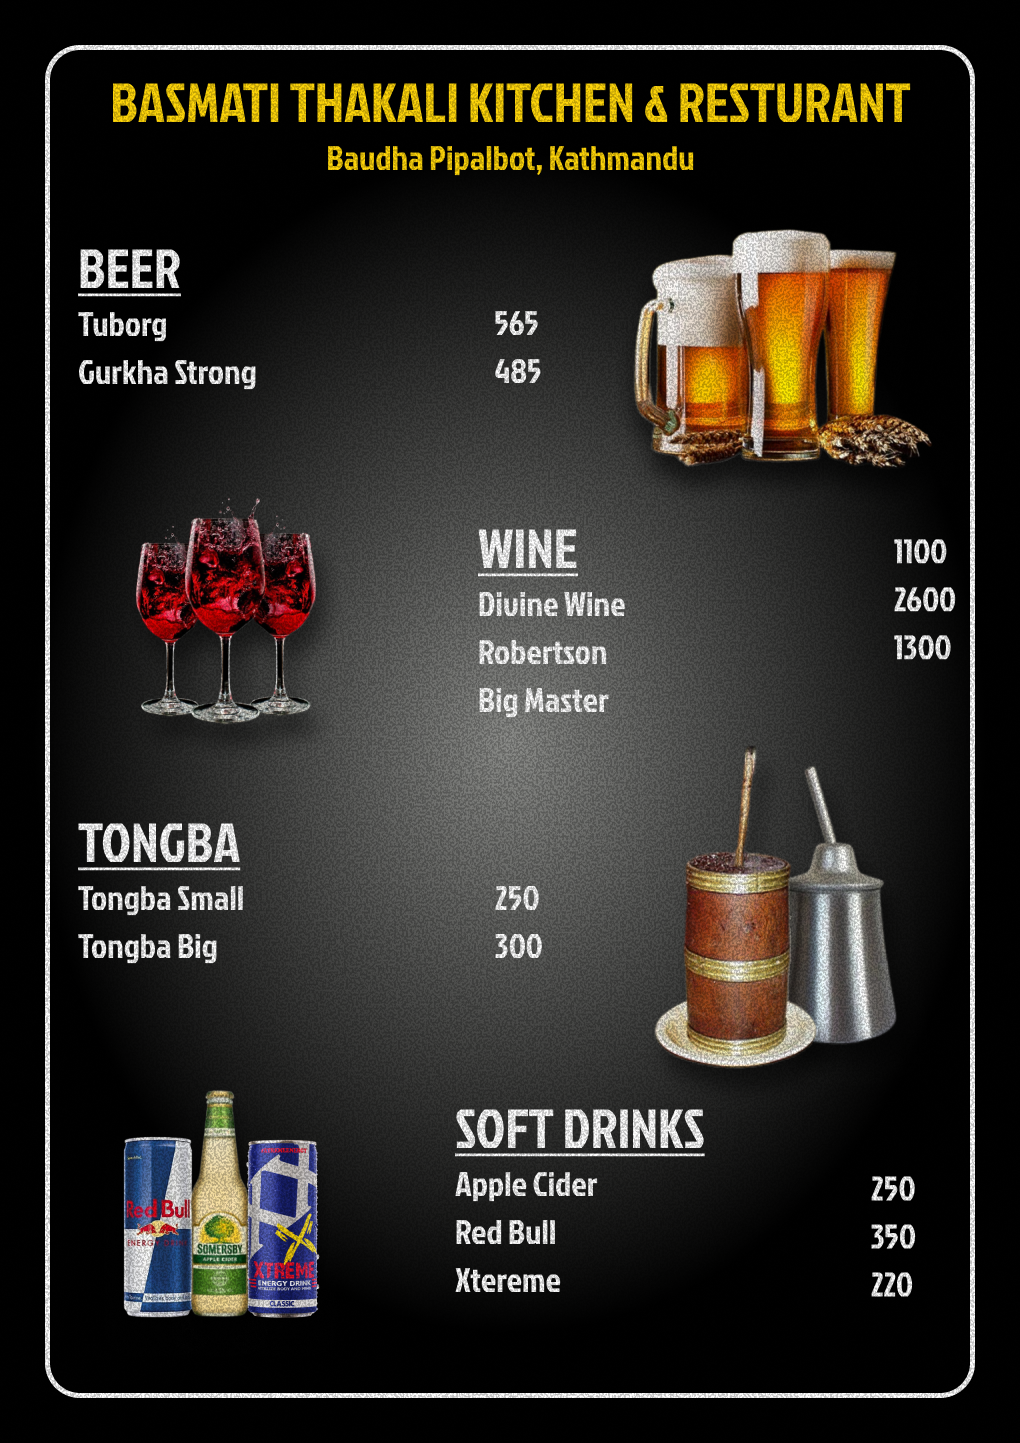 BASMATI THAKALI KITCHEN & RESTURANT
Baudha Pipalbot, Kathmandu
BEER
Tuborg 565
Gurkha Strong 485
WINE 1100
Divine Wine 2600
Robertson 1300
Big Master
TONGBA
Tongba Small 250
Tongba Big 300
SOFT DRINKS
Apple Cider 250
Red Bull 350
Xtereme 220
Red Bull
ENERGY DRINK
SOMERSBY
APPLE CIDER
XTREME
ENERGY DRINK
CLASSIC